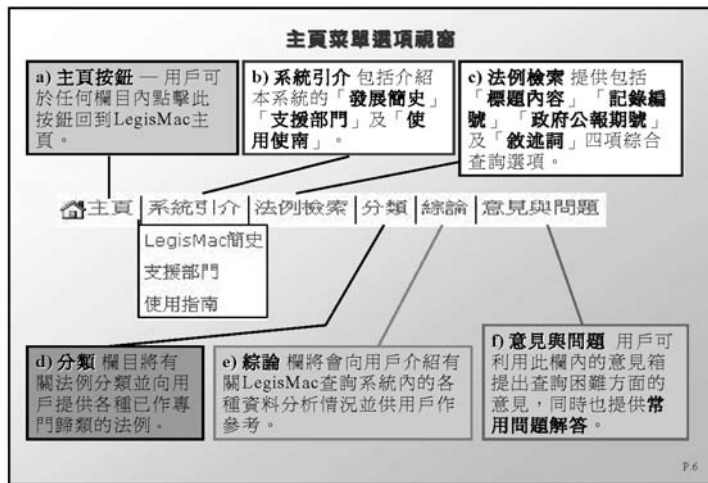 主頁菜單選項視窗
a) 主頁按鈕 — 用戶可
於任何欄目內點擊此
按鈕回到LegisMac主
頁。
b) 系統引介 包括介紹
本系統的「發展簡史」
「支援部門」及「使
用使南」。
c) 法例檢索 提供包括
「標題內容」「記錄編
號」「政府公報期號」
及「敘述詞」四項綜合
查詢選項。
主頁 系統引介 法例檢索 分類 綜論 意見與問題
LegisMac簡史
支援部門
使用指南
d) 分類 欄目將有
關法例分類並向用
戶提供各種已作專
門歸類的法例。
e) 綜論 欄將會向用戶介紹有
關LegisMac查詢系統內的各
種資料分析情況並供用戶作
參考。
f) 意見與問題 用戶可
利用此欄內的意見箱
提出查詢困難方面的
意見，同時也提供常
用問題解答。
P.6